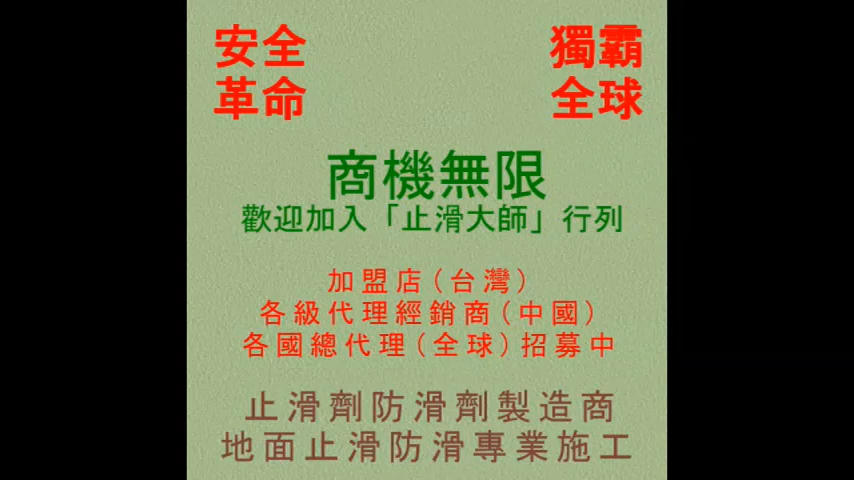 安全
革命
獨霸
全球
商機無限
歡迎加入「止滑大師」行列
加盟店(台灣)
各級代理經銷商(中國)
各國總代理(全球)招募中
止滑劑防滑劑製造商
地面止滑防滑專業施工